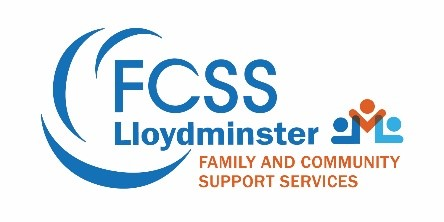 FCSS
Lloydminster
FAMILY AND COMMUNITY
SUPPORT SERVICES